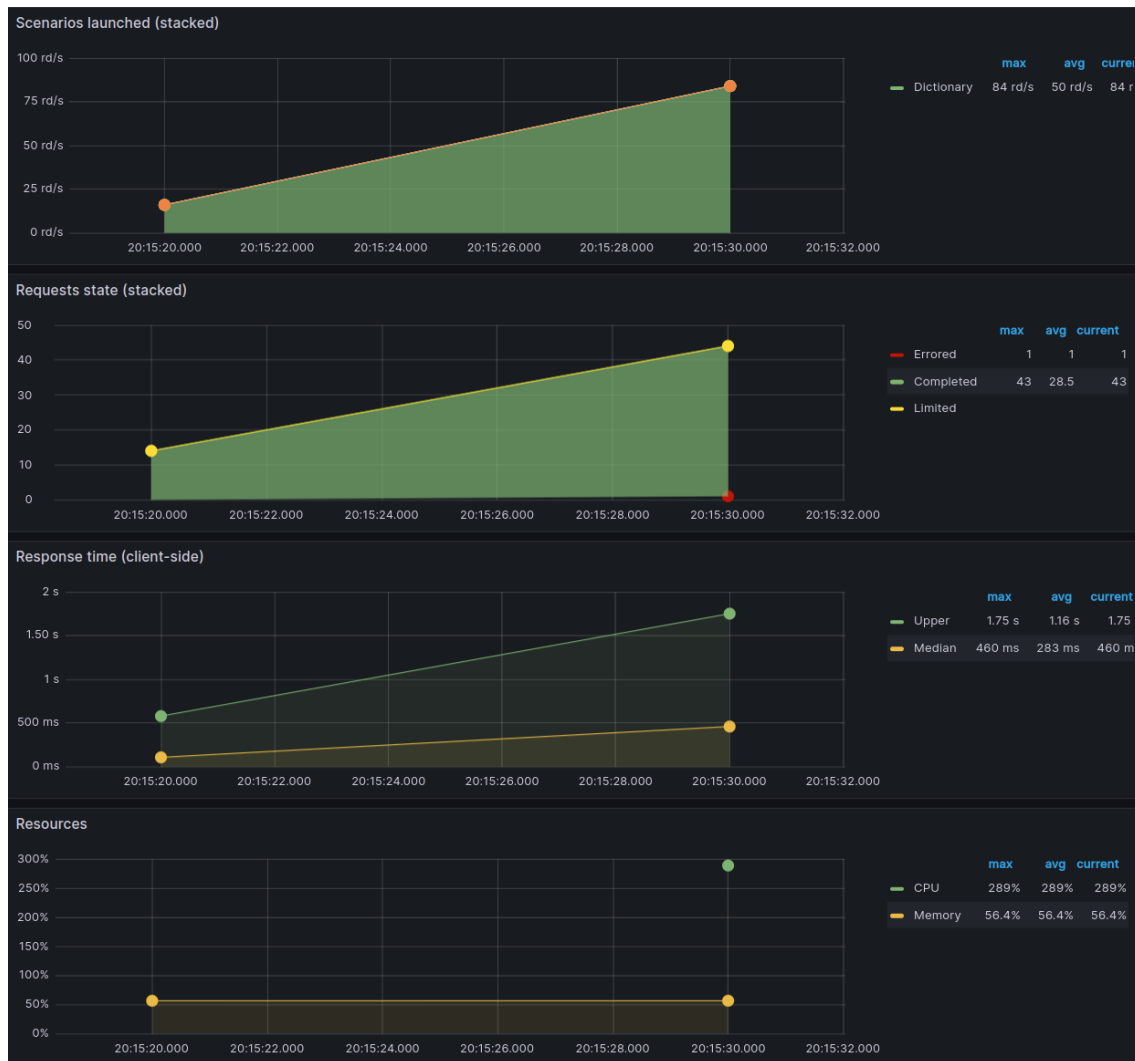 Scenarios launched (stacked)
100 rd/s
75 rd/s
50 rd/s
25 rd/s
0 rd/s
20:15:20.000 20:15:22.000 20:15:24.000 20:15:26.000 20:15:28.000 20:15:30.000 20:15:32.000
max avg curre
Dictionary 84 rd/s 50 rd/s 84 r
Requests state (stacked)
50
40
30
20
10
0
20:15:20.000 20:15:22.000 20:15:24.000 20:15:26.000 20:15:28.000 20:15:30.000 20:15:32.000
max avg current
Errored 1 1 1
Completed 43 28.5 43
Limited
Response time (client-side)
2 s
1.50 s
1 s
500 ms
0 ms
20:15:20.000 20:15:22.000 20:15:24.000 20:15:26.000 20:15:28.000 20:15:30.000 20:15:32.000
max avg current
Upper 1.75 s 1.16 s 1.75
Median 460 ms 283 ms 460 m
Resources
300%
250%
200%
150%
100%
50%
0%
20:15:20.000 20:15:22.000 20:15:24.000 20:15:26.000 20:15:28.000 20:15:30.000 20:15:32.000
max avg current
CPU 289% 289% 289%
Memory 56.4% 56.4% 56.4%